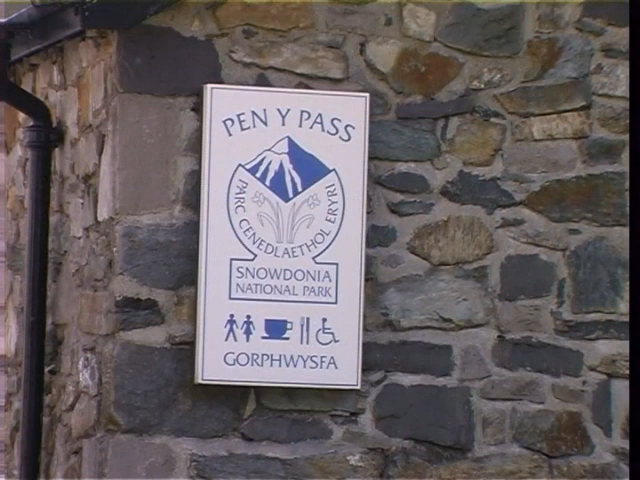 PEN Y PASS
PARC CENEDLAETHOL ERYRI
SNOWDONIA
NATIONAL PARK
GORPHWYSFA